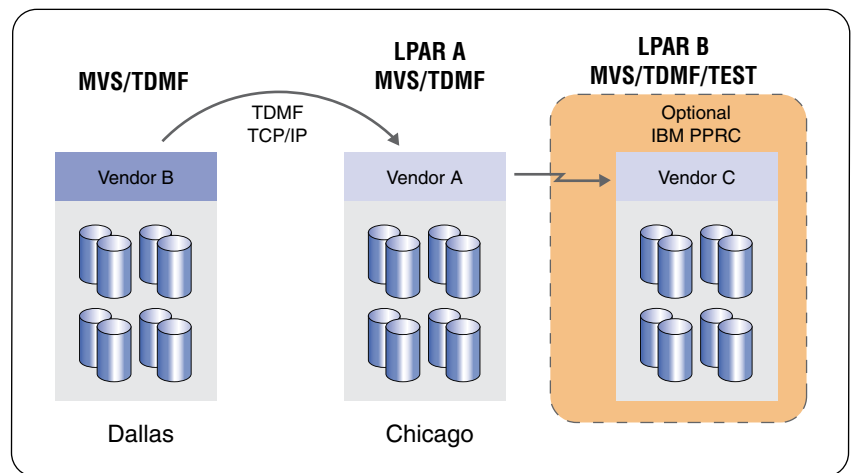 MVS/TDMF
LPAR A
MVS/TDMF
LPAR B
MVS/TDMF/TEST
TDMF
TCP/IP
Optional
IBM PPRC
Vendor B
Vendor A
Vendor C
Dallas
Chicago